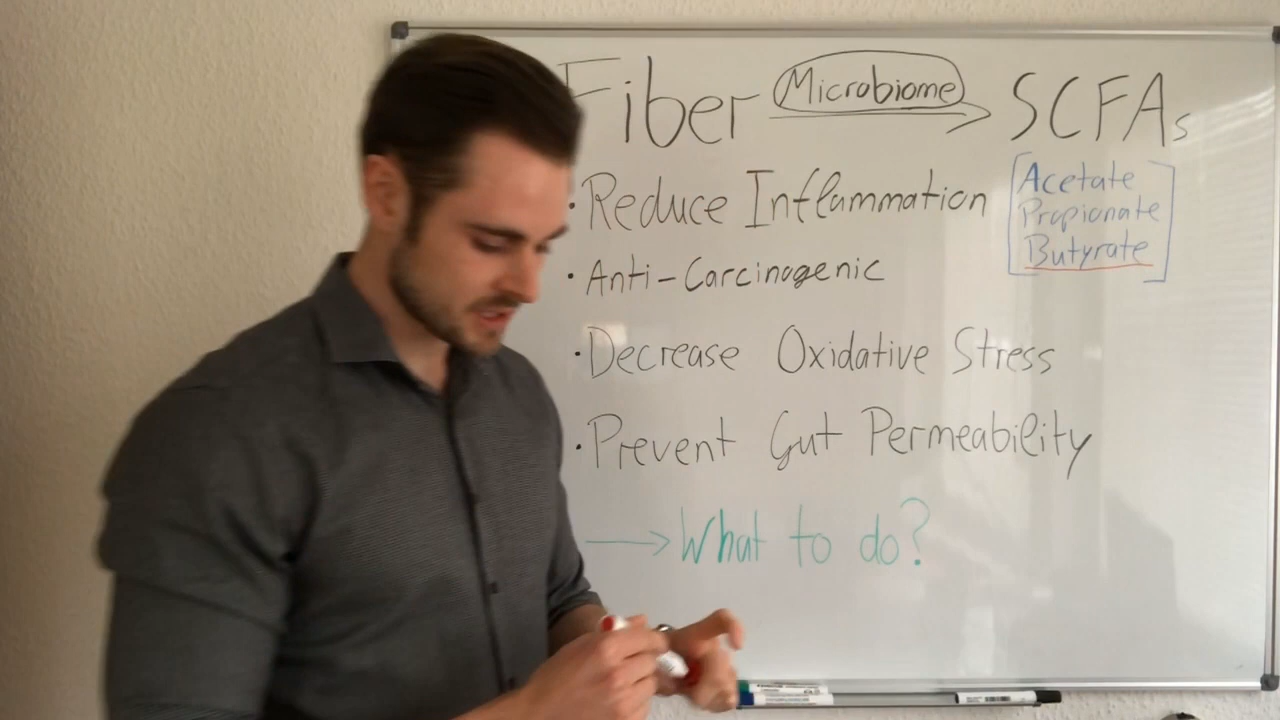 Fiber Microbiome → SCFAs
• Reduce Inflammation
[Acetate
Propionate
Butyrate]
• Anti-Carcinogenic
• Decrease Oxidative Stress
• Prevent Gut Permeability
→ What to do?